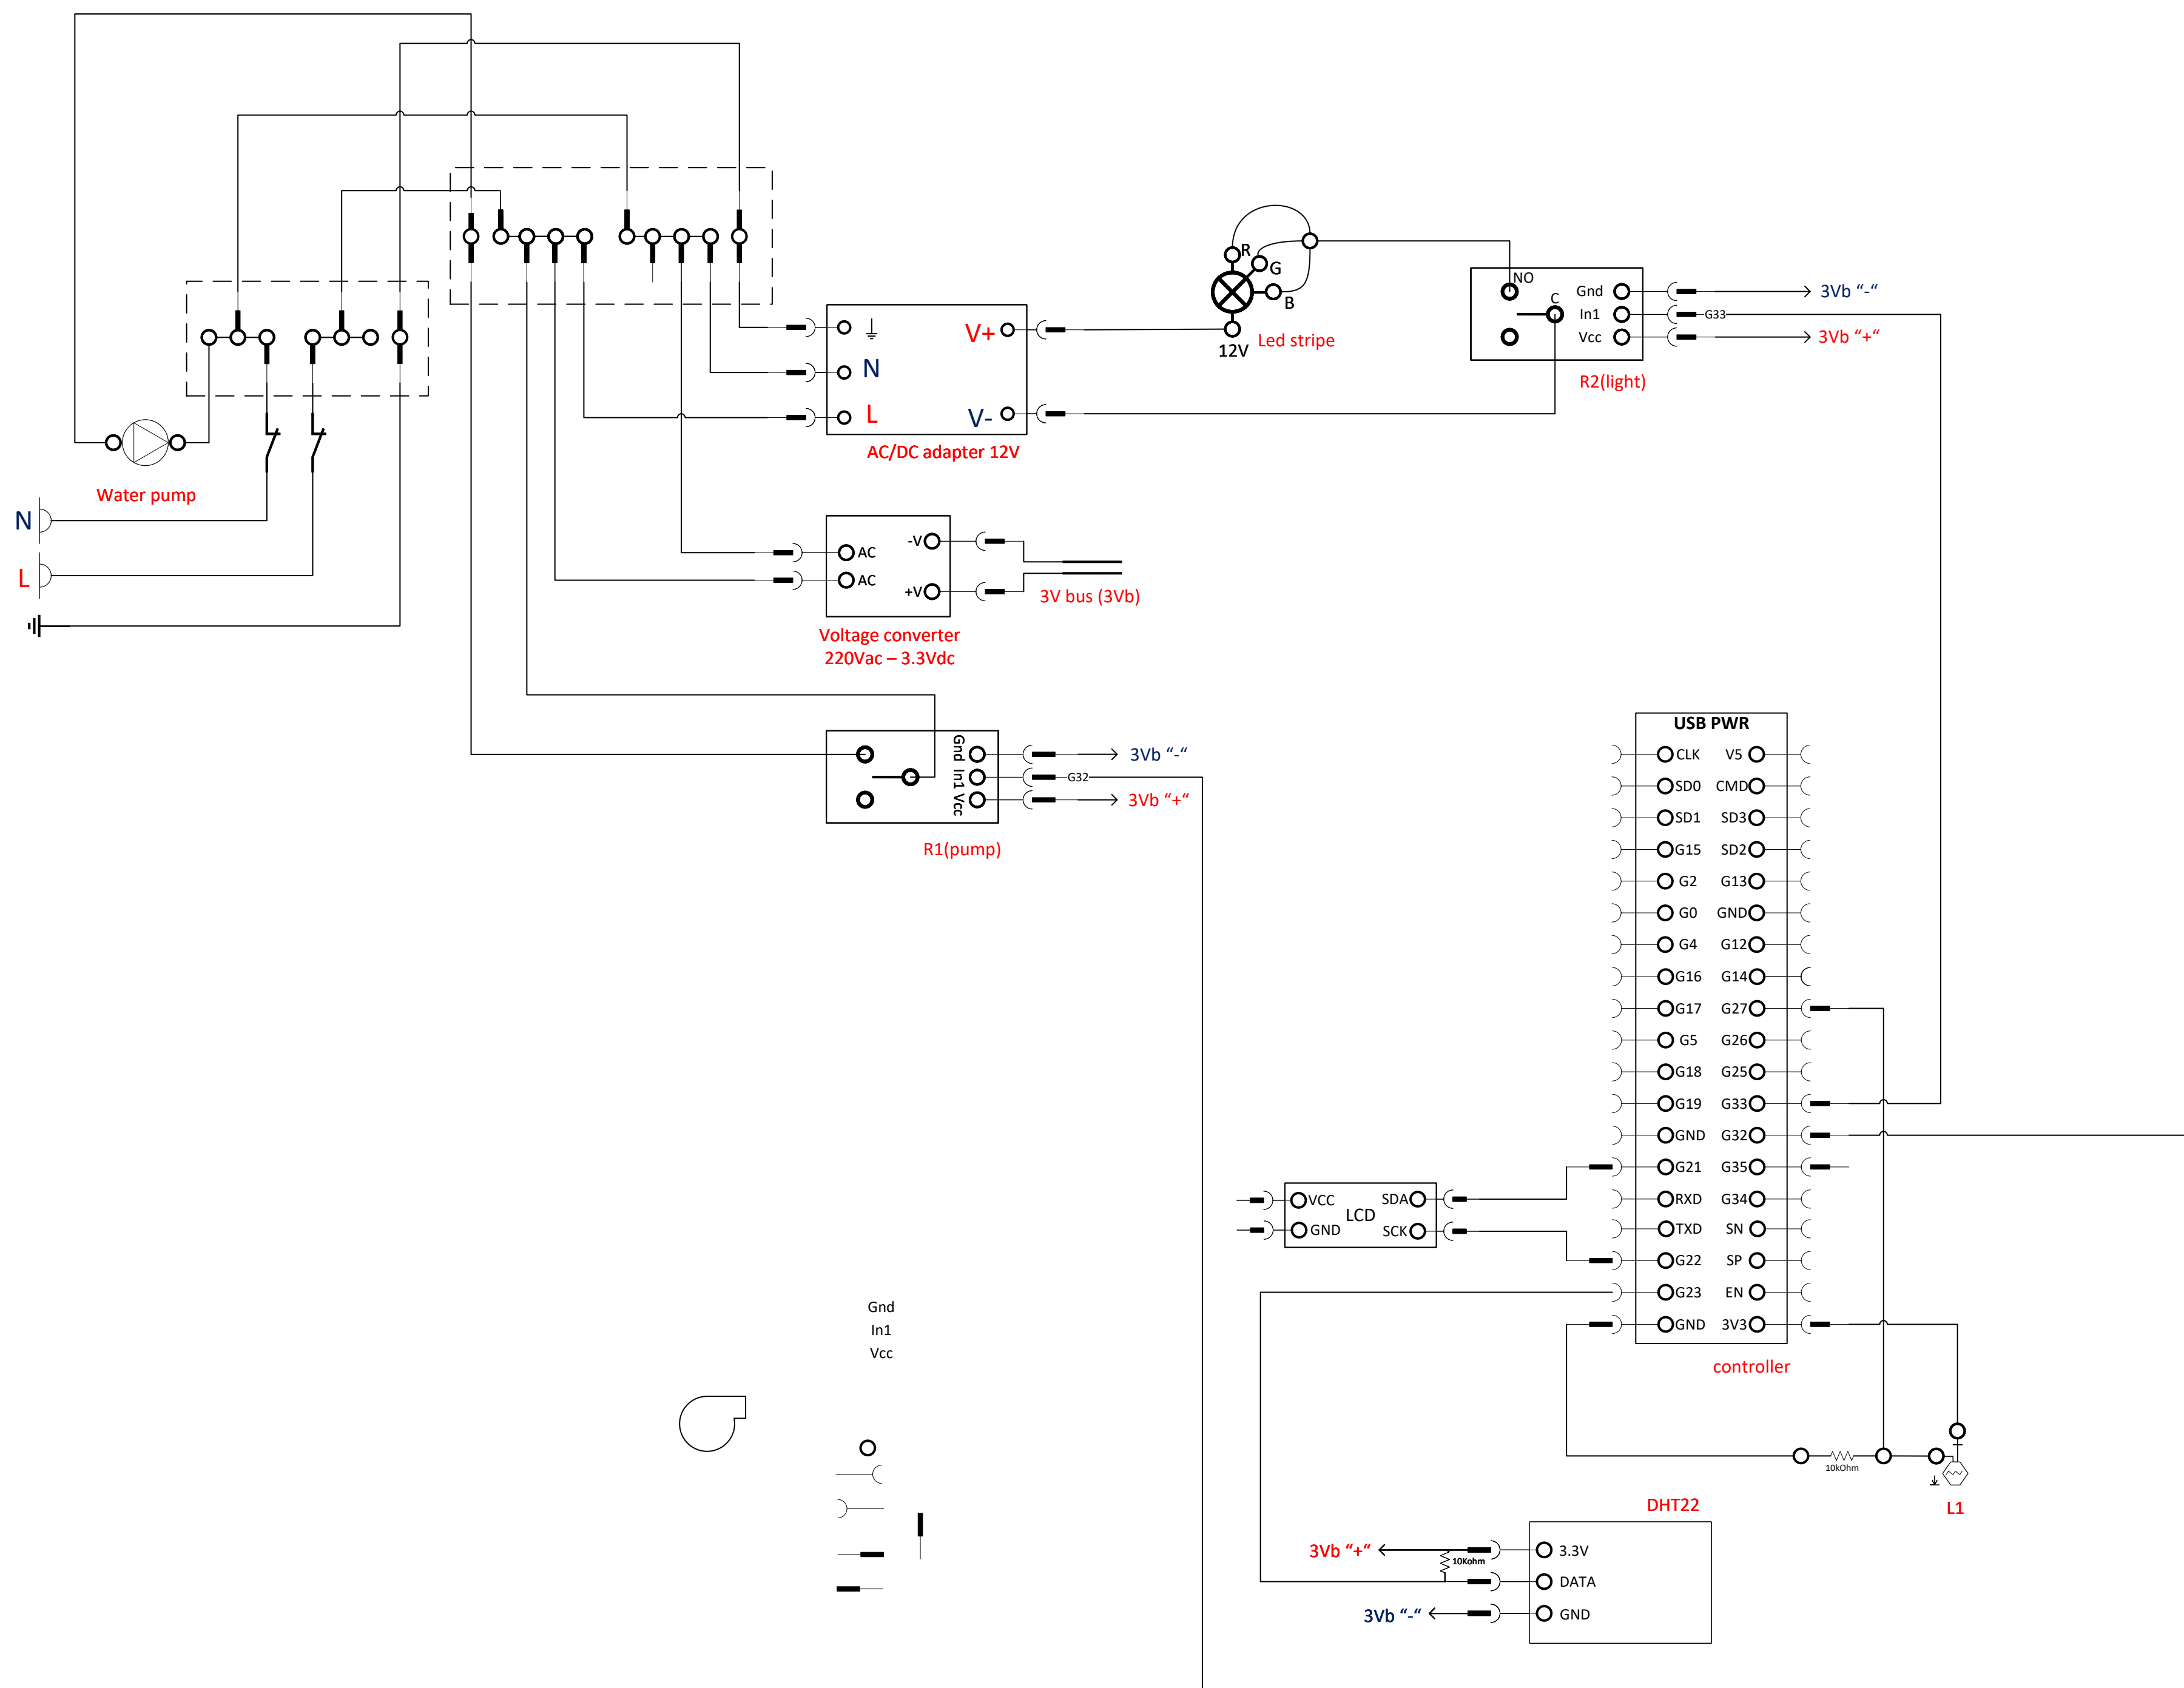 R
G
B
12V
Led stripe
NO
C
Gnd
In1
Vcc
3Vb “-“
G33
3Vb “+“
R2(light)
V+
N
L
V-
AC/DC adapter 12V
Water pump
N
L
AC
AC
-V
+V
3V bus (3Vb)
Voltage converter
220Vac – 3.3Vdc
Gnd
In1
Vcc
3Vb “-“
G32
3Vb “+“
R1(pump)
USB PWR
CLK V5
SD0 CMD
SD1 SD3
G15 SD2
G2 G13
G0 GND
G4 G12
G16 G14
G17 G27
G5 G26
G18 G25
G19 G33
GND G32
G21 G35
RXD G34
TXD SN
G22 SP
G23 EN
GND 3V3
controller
VCC SDA
LCD
GND SCK
Gnd
In1
Vcc
10kOhm
L1
DHT22
3Vb “+“
10Kohm
3.3V
DATA
3Vb “-“
GND